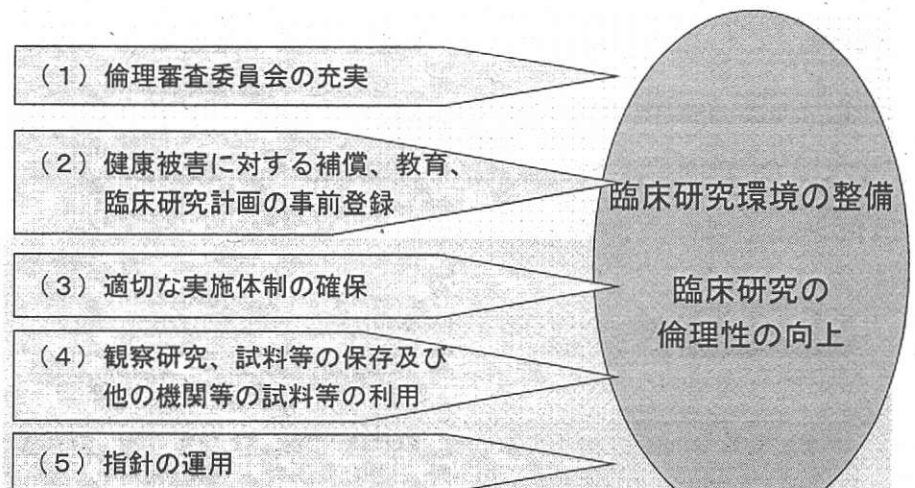 (1) 倫理審査委員会の充実
(2) 健康被害に対する補償、教育、
臨床研究計画の事前登録
(3) 適切な実施体制の確保
(4) 観察研究、試料等の保存及び
他の機関等の試料等の利用
(5) 指針の運用
臨床研究環境の整備
臨床研究の
倫理性の向上